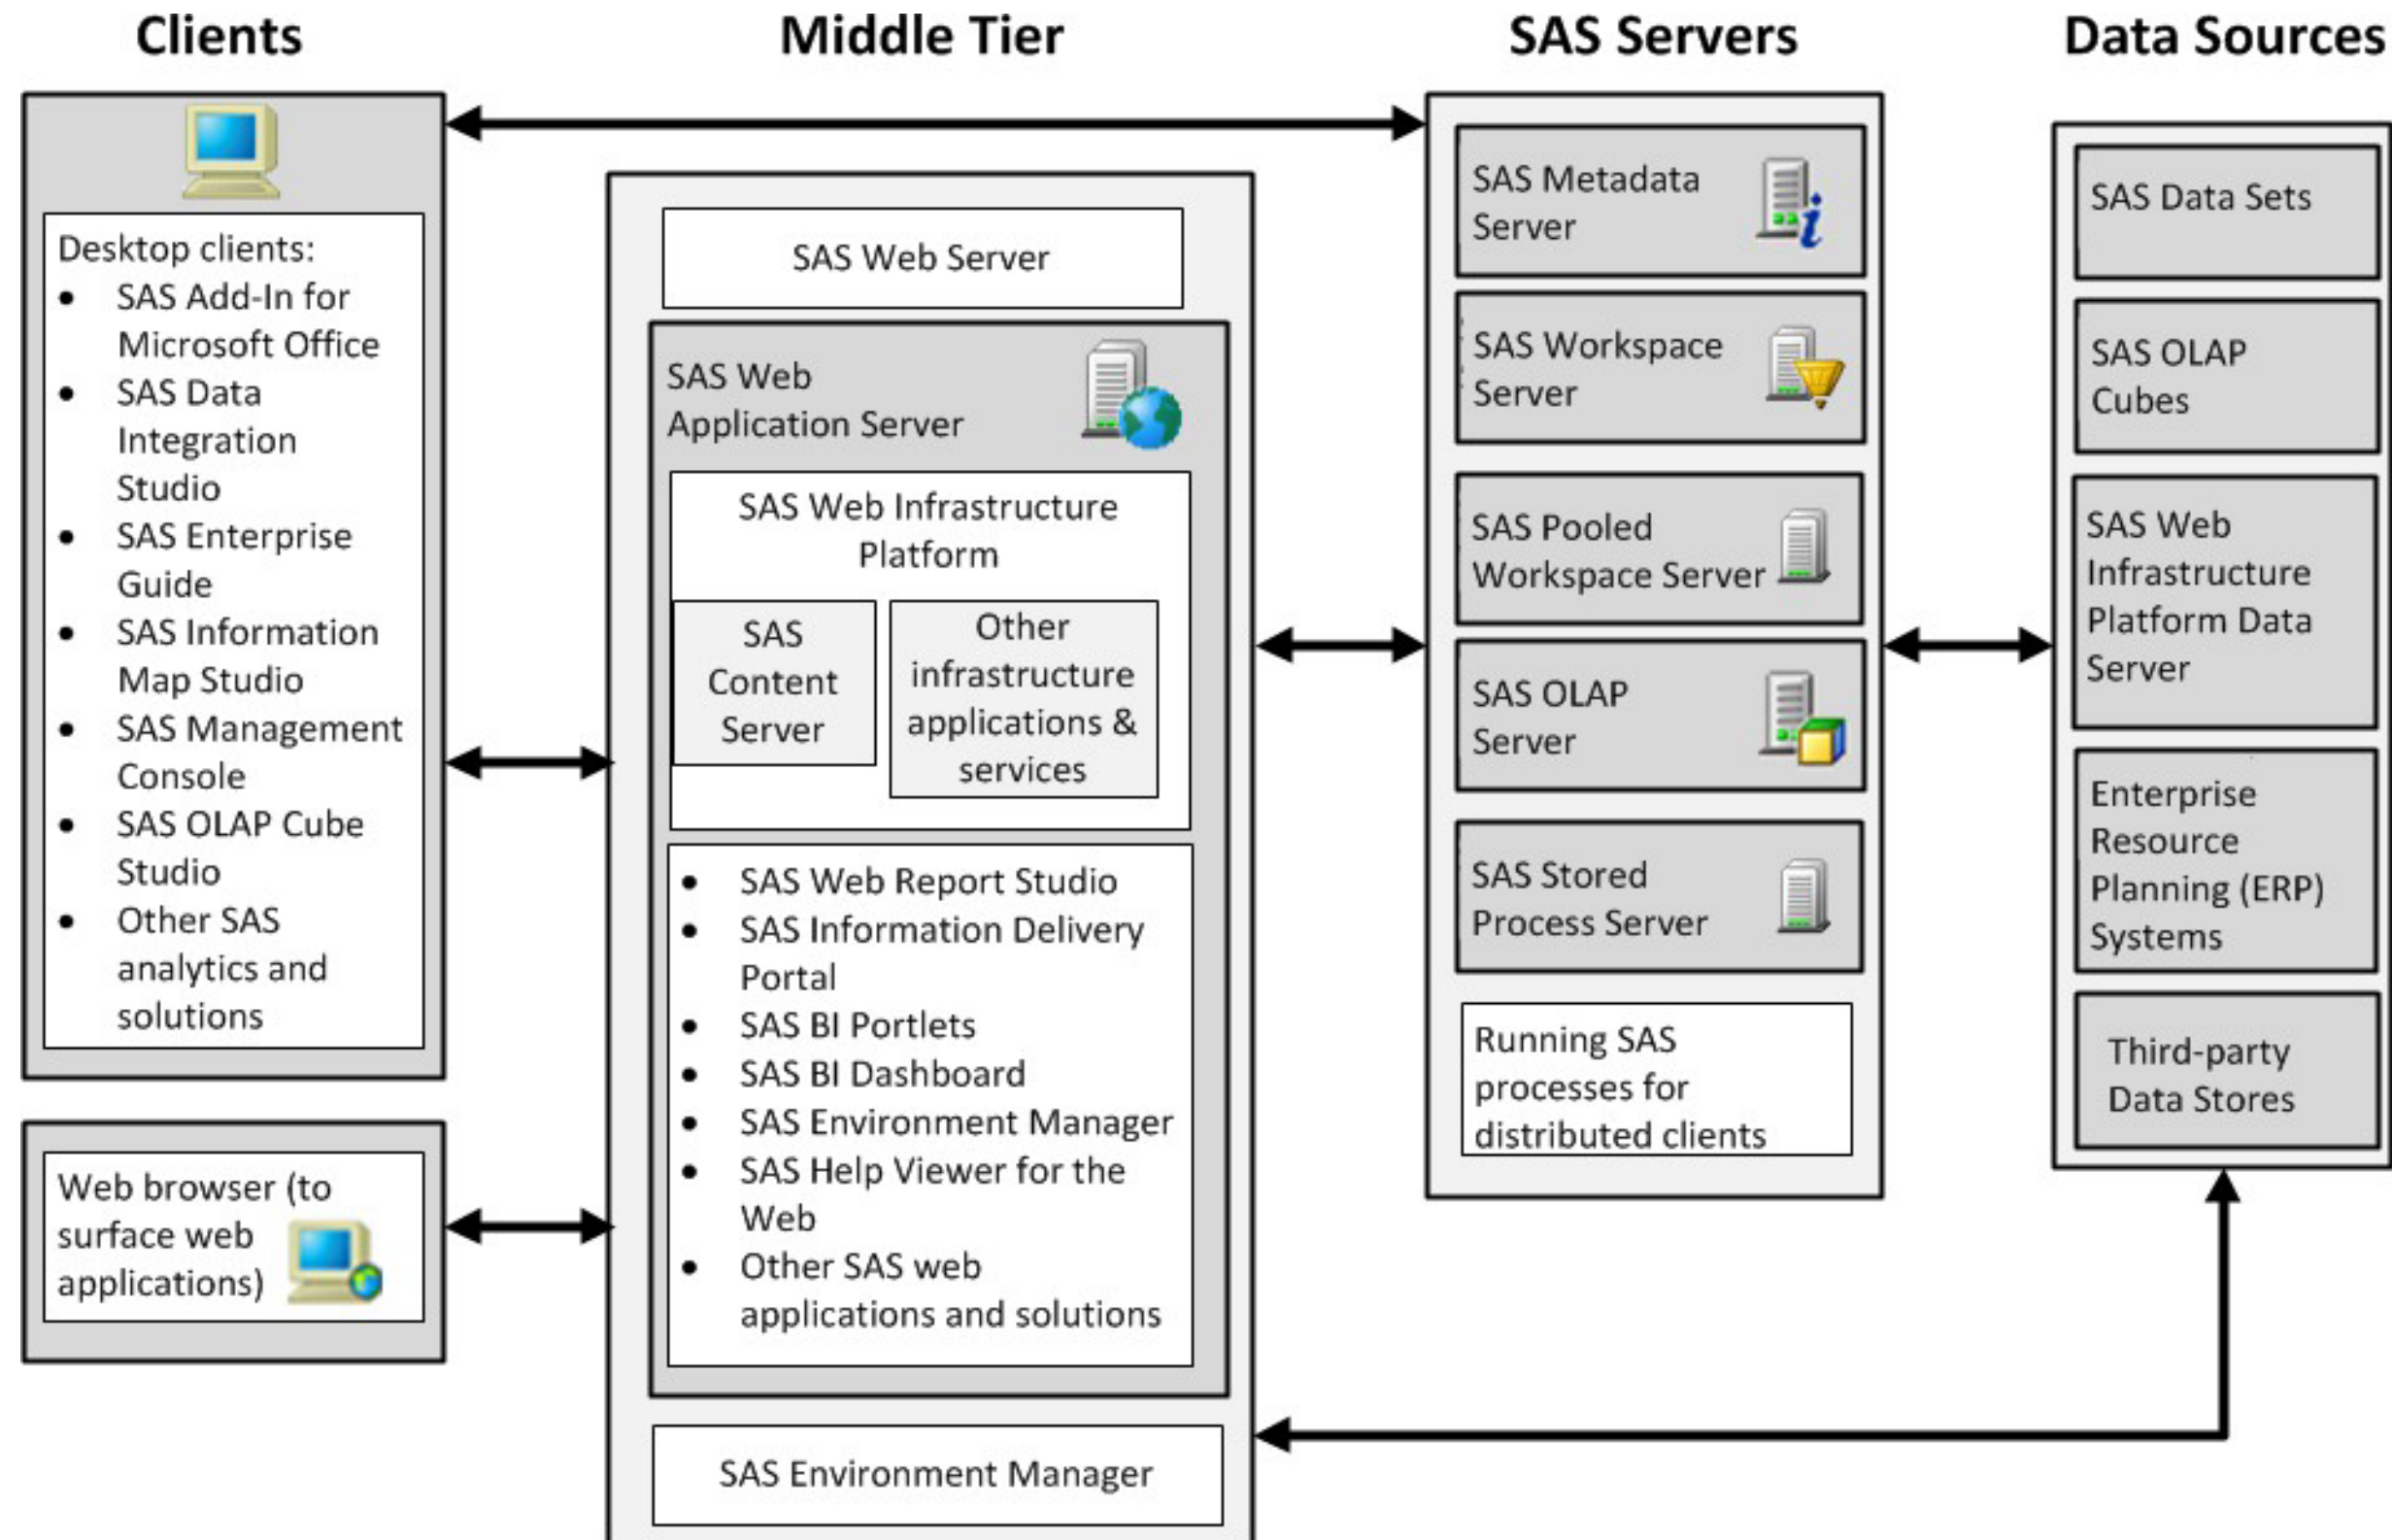 Clients
Middle Tier
SAS Servers
Data Sources
Desktop clients:
• SAS Add-In for
Microsoft Office
• SAS Data
Integration
Studio
• SAS Enterprise
Guide
• SAS Information
Map Studio
• SAS Management
Console
• SAS OLAP Cube
Studio
• Other SAS
analytics and
solutions
Web browser (to
surface web
applications)
SAS Web Server
SAS Web
Application Server
SAS Web Infrastructure
Platform
SAS
Content
Server
Other
infrastructure
applications &
services
• SAS Web Report Studio
• SAS Information Delivery
Portal
• SAS BI Portlets
• SAS BI Dashboard
• SAS Environment Manager
• SAS Help Viewer for the
Web
• Other SAS web
applications and solutions
SAS Environment Manager
SAS Metadata
Server
SAS Workspace
Server
SAS Pooled
Workspace Server
SAS OLAP
Server
SAS Stored
Process Server
Running SAS
processes for
distributed clients
SAS Data Sets
SAS OLAP
Cubes
SAS Web
Infrastructure
Platform Data
Server
Enterprise
Resource
Planning (ERP)
Systems
Third-party
Data Stores